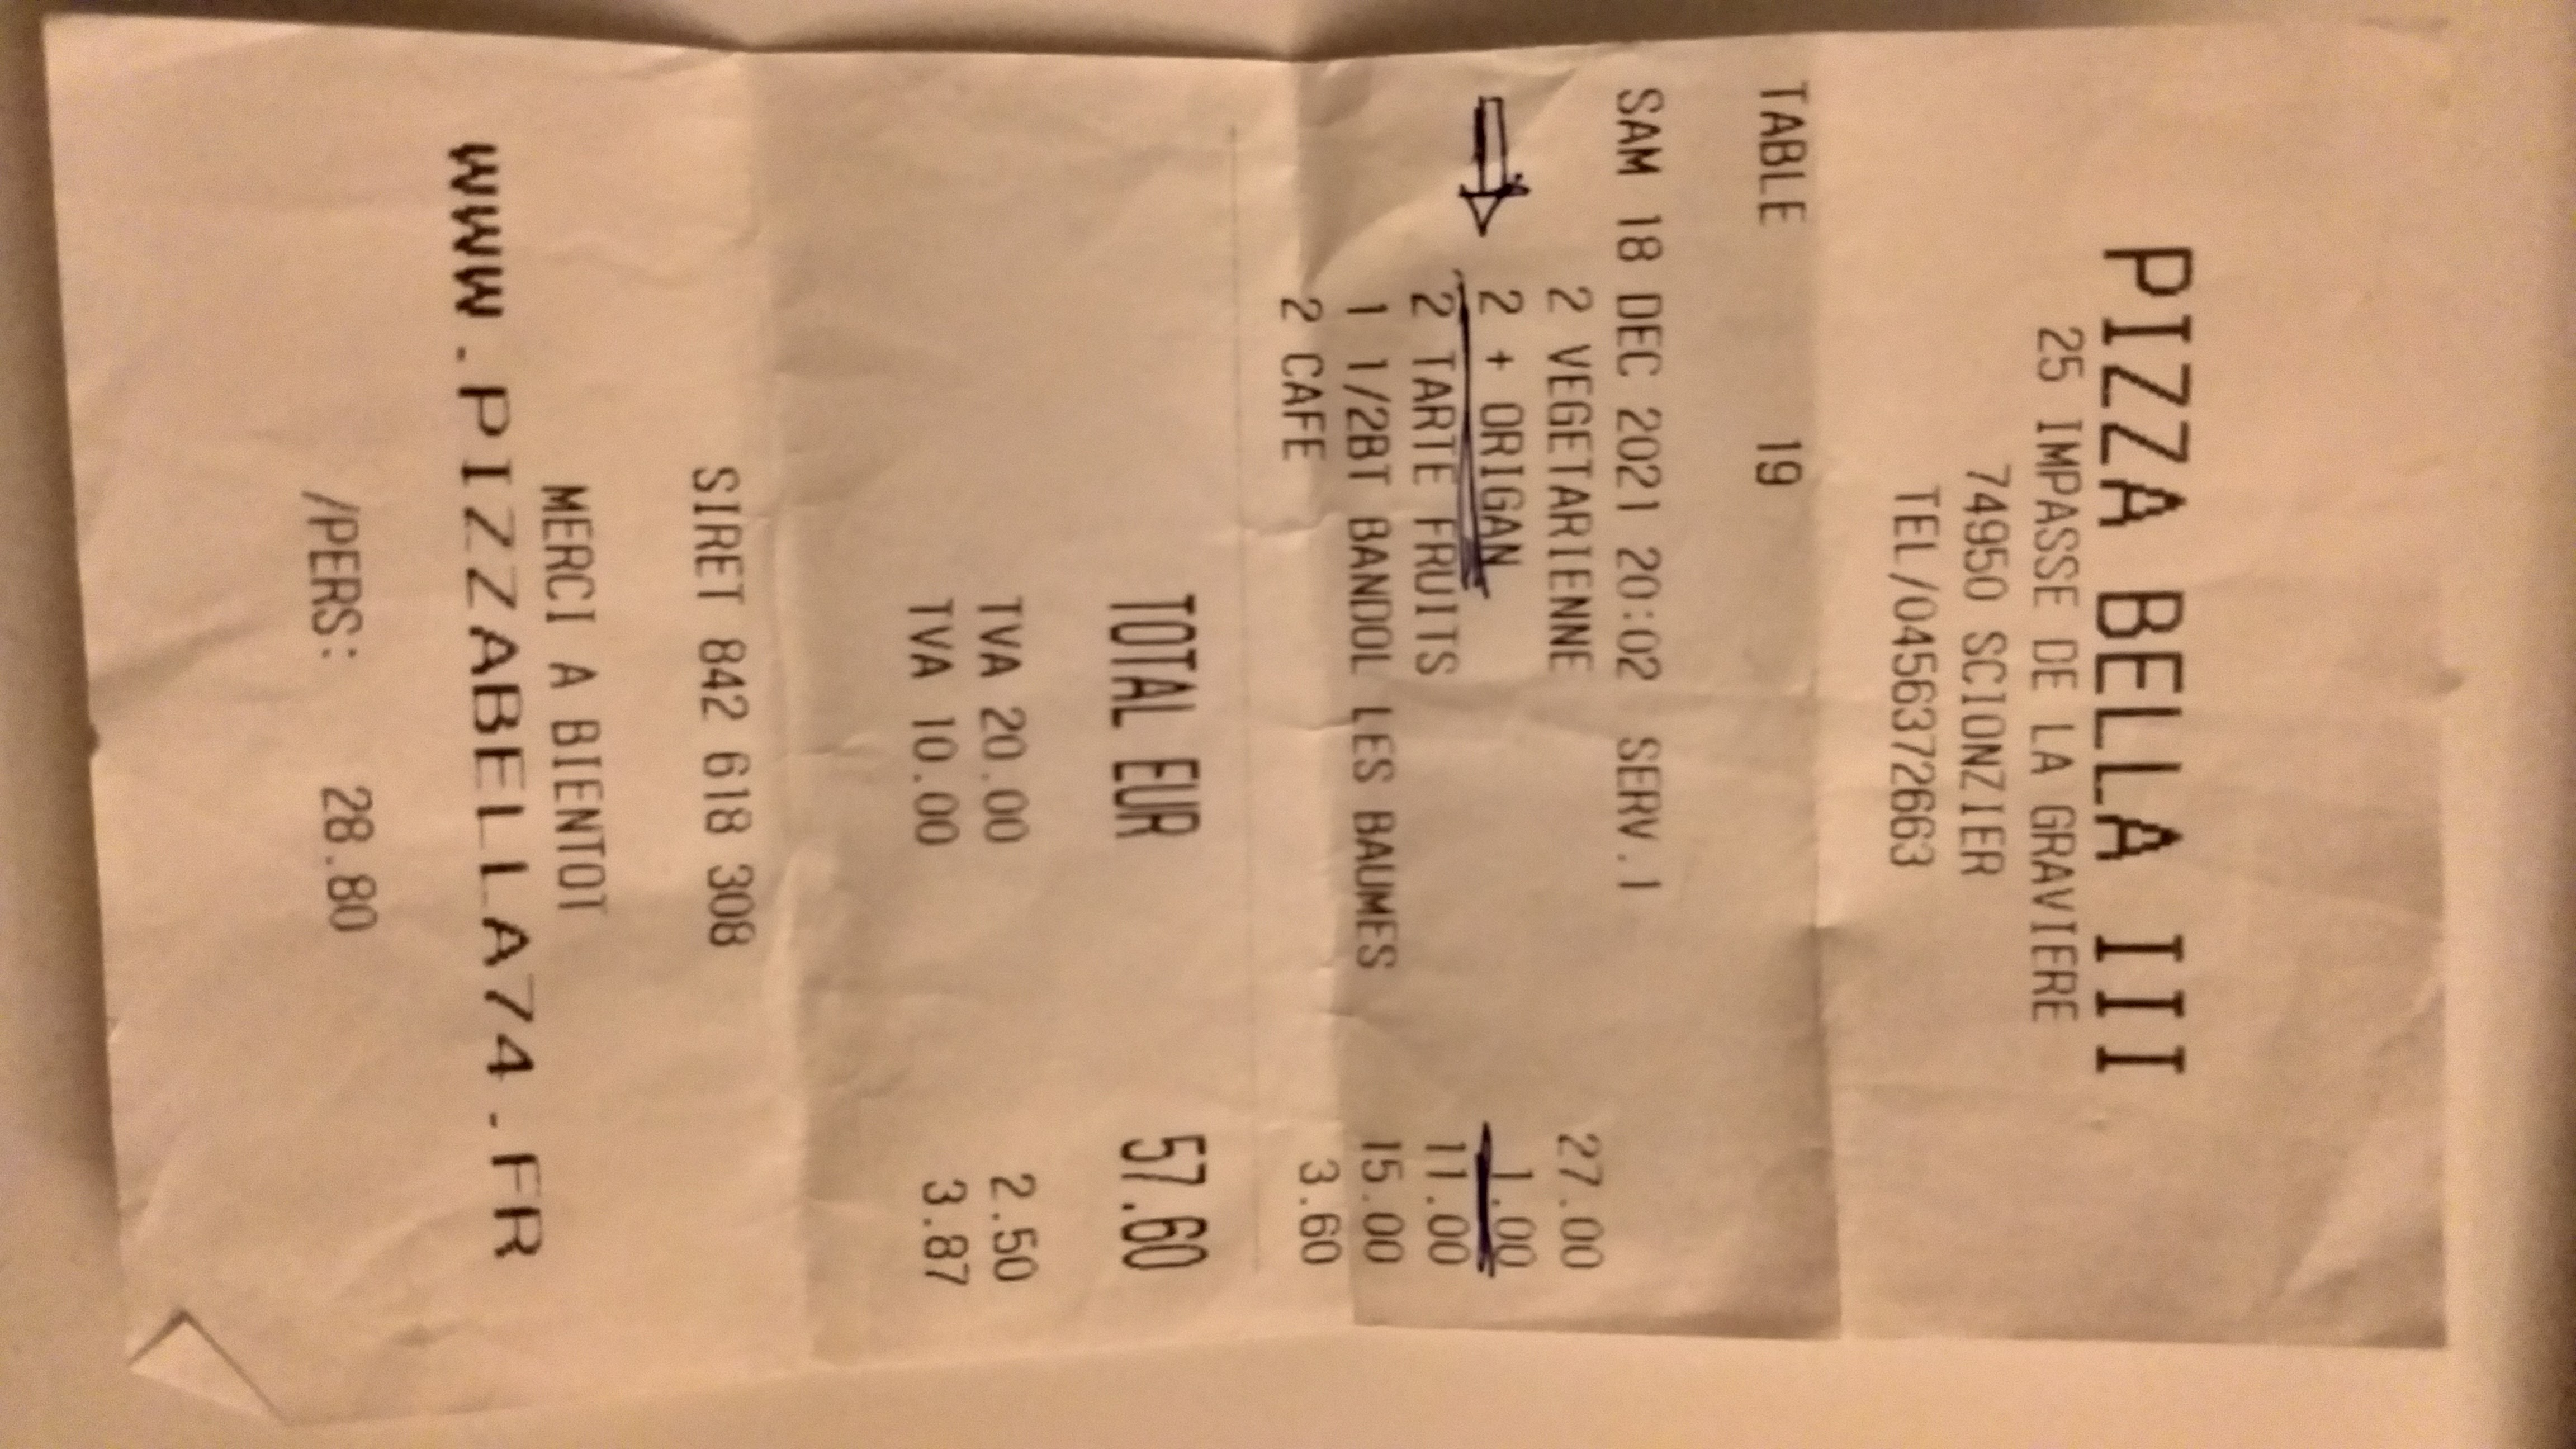 PIZZA BELLA III
25 IMPASSE DE LA GRAVIERE
74950 SCIONZIER
TEL/0456372663
TABLE 19
SAM 18 DEC 2021 20:02 SERV.1
2 VEGETARIENNE 27.00
2 + ORIGAN 1.00
2 TARTE FRUITS 11.00
1 1/2BT BANDOL LES BAUMES 15.00
2 CAFE 3.60
TOTAL EUR 57.60
TVA 20.00 2.50
TVA 10.00 3.87
SIRET 842 618 308
MERCI A BIENTOT
WWW.PIZZABELLA74.FR
/PERS: 28.80